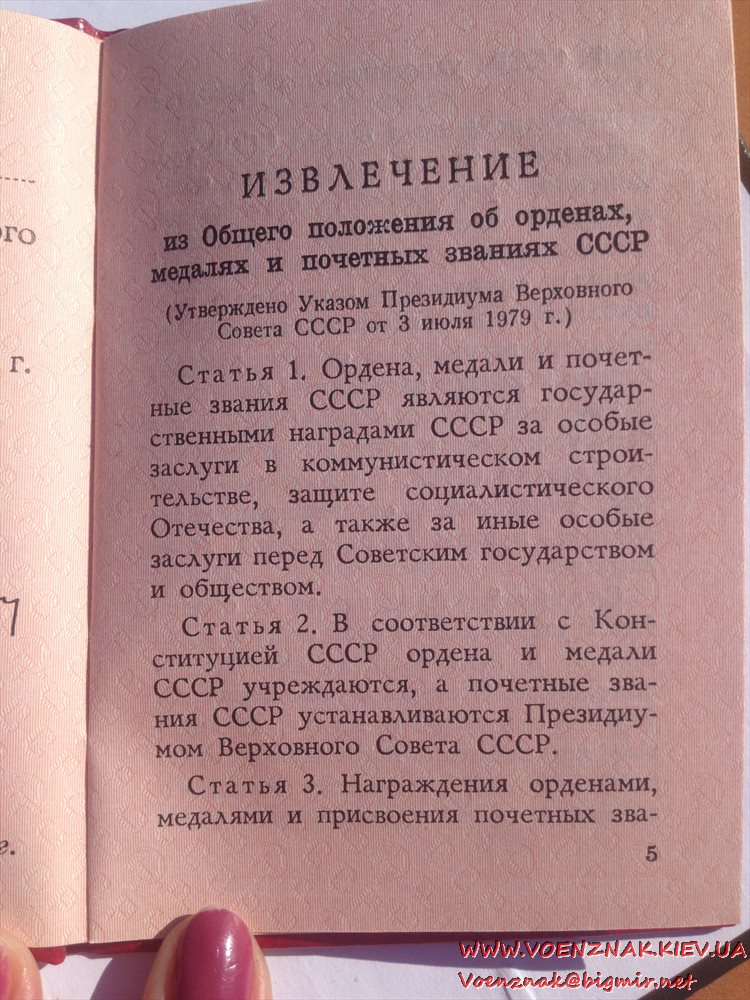 ого
г.
г.
ИЗВЛЕЧЕНИЕ
из Общего положения об орденах,
медалях и почетных званиях СССР
(Утверждено Указом Президиума Верховного
Совета СССР от 3 июля 1979 г.)
Статья 1. Ордена, медали и почет-
ные звания СССР являются государ-
ственными наградами СССР за особые
заслуги в коммунистическом строи-
тельстве, защите социалистического
Отечества, а также за иные особые
заслуги перед Советским государством
и обществом.
Статья 2. В соответствии с Кон-
ституцией СССР ордена и медали
СССР учреждаются, а почетные зва-
ния СССР устанавливаются Президиу-
мом Верховного Совета СССР.
Статья 3. Награждения орденами,
медалями и присвоения почетных зва-
5
WWW.VOENZNAK.KIEV.UA
Voenznak@bigmir.net